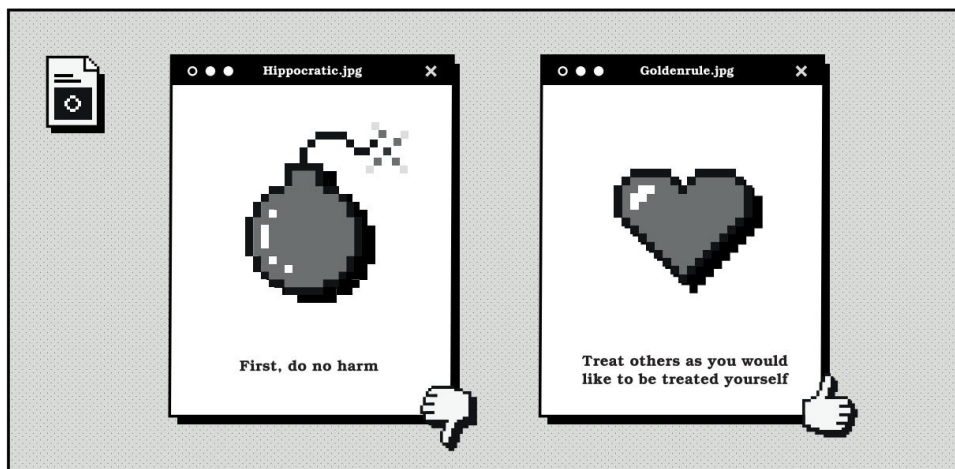 Hippocratic.jpg
First, do no harm
Goldenrule.jpg
Treat others as you would
like to be treated yourself